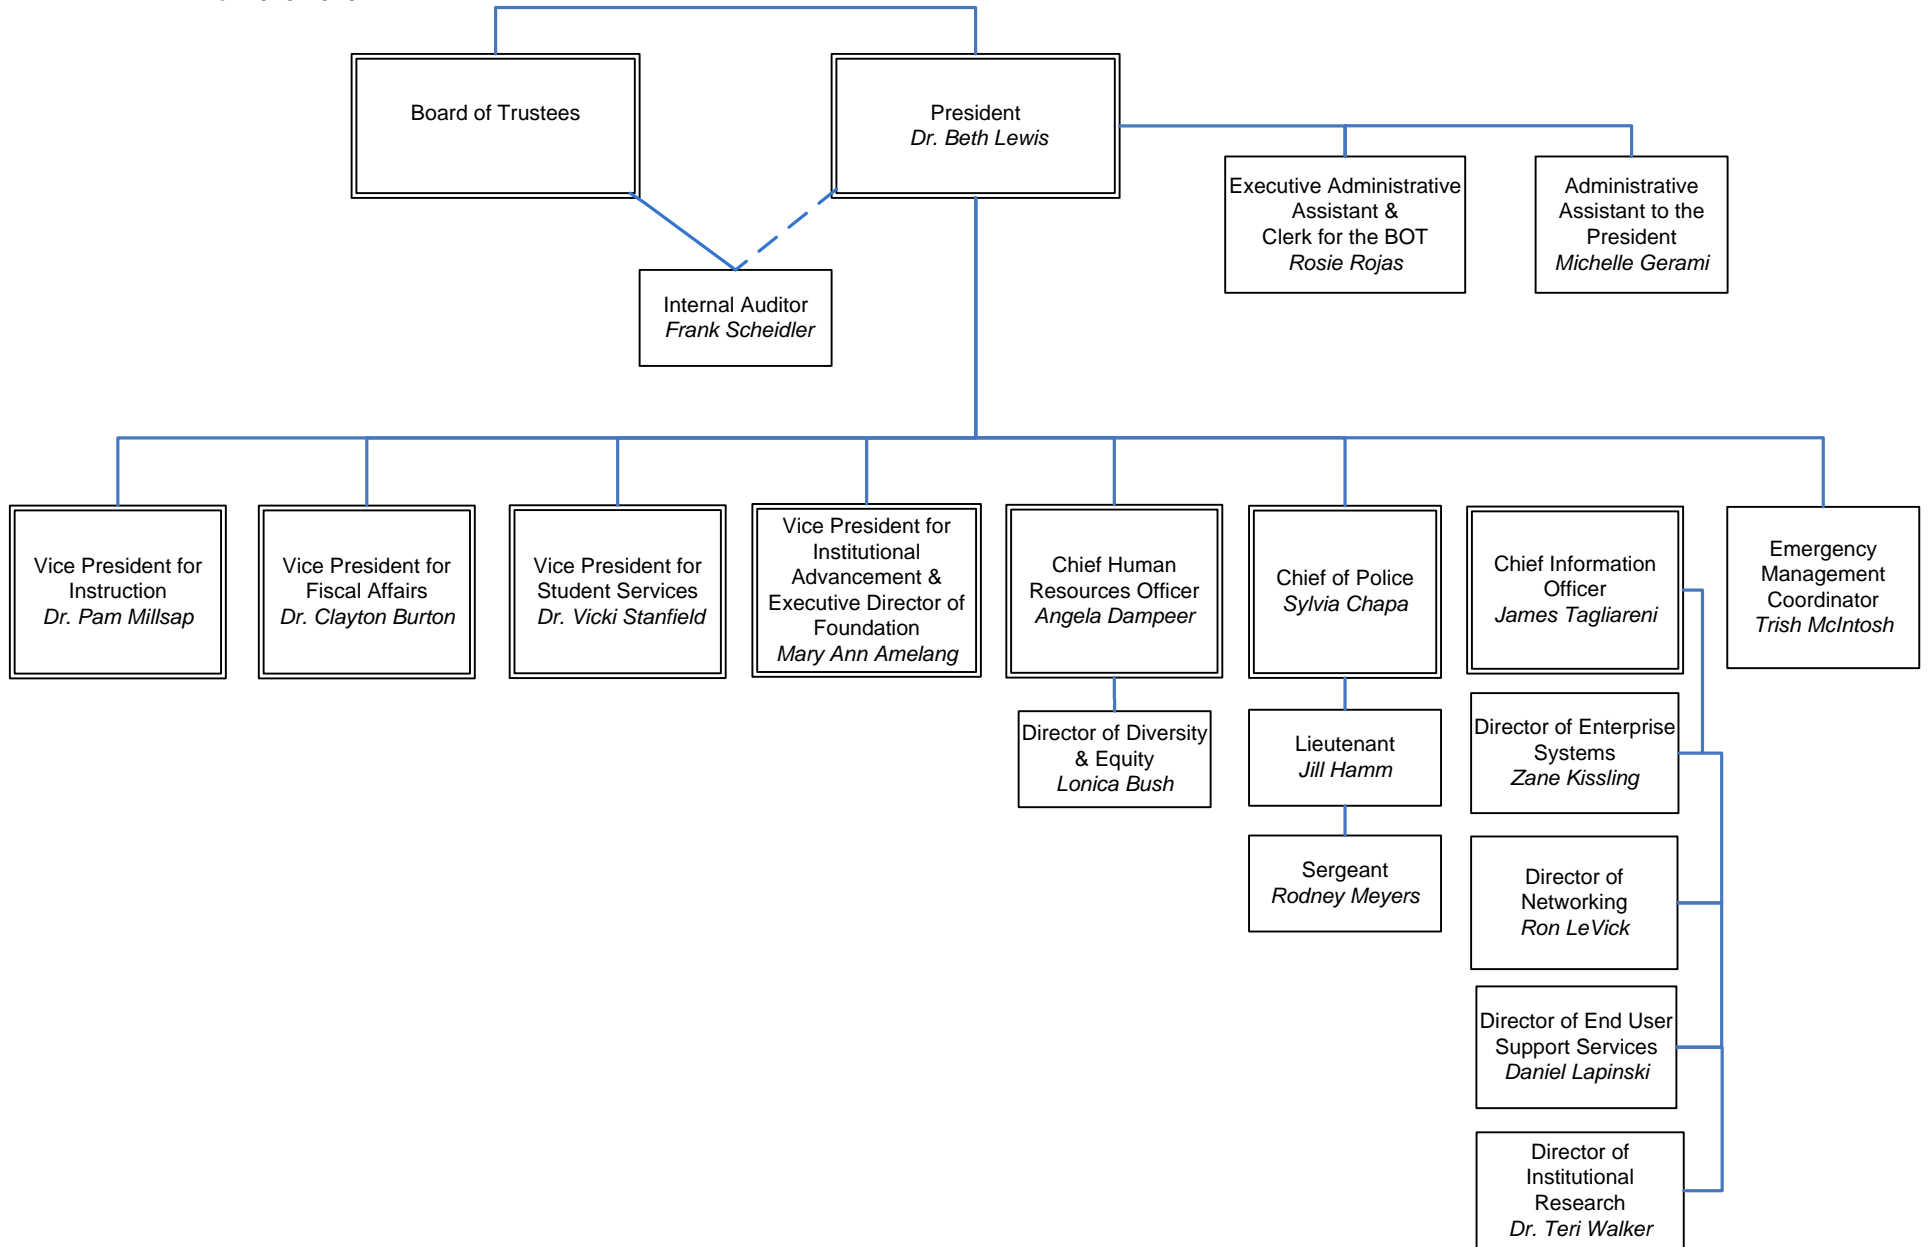 Board of Trustees
President
Dr. Beth Lewis
Executive Administrative
Assistant &
Clerk for the BOT
Rosie Rojas
Administrative
Assistant to the
President
Michelle Gerami
Internal Auditor
Frank Scheidler
Vice President for
Instruction
Dr. Pam Millsap
Vice President for
Fiscal Affairs
Dr. Clayton Burton
Vice President for
Student Services
Dr. Vicki Stanfield
Vice President for
Institutional
Advancement &
Executive Director of
Foundation
Mary Ann Amelang
Chief Human
Resources Officer
Angela Dampeer
Chief of Police
Sylvia Chapa
Chief Information
Officer
James Tagliareni
Emergency
Management
Coordinator
Trish McIntosh
Director of Diversity
& Equity
Lonica Bush
Lieutenant
Jill Hamm
Sergeant
Rodney Meyers
Director of Enterprise
Systems
Zane Kissling
Director of
Networking
Ron LeVick
Director of End User
Support Services
Daniel Lapinski
Director of
Institutional
Research
Dr. Teri Walker